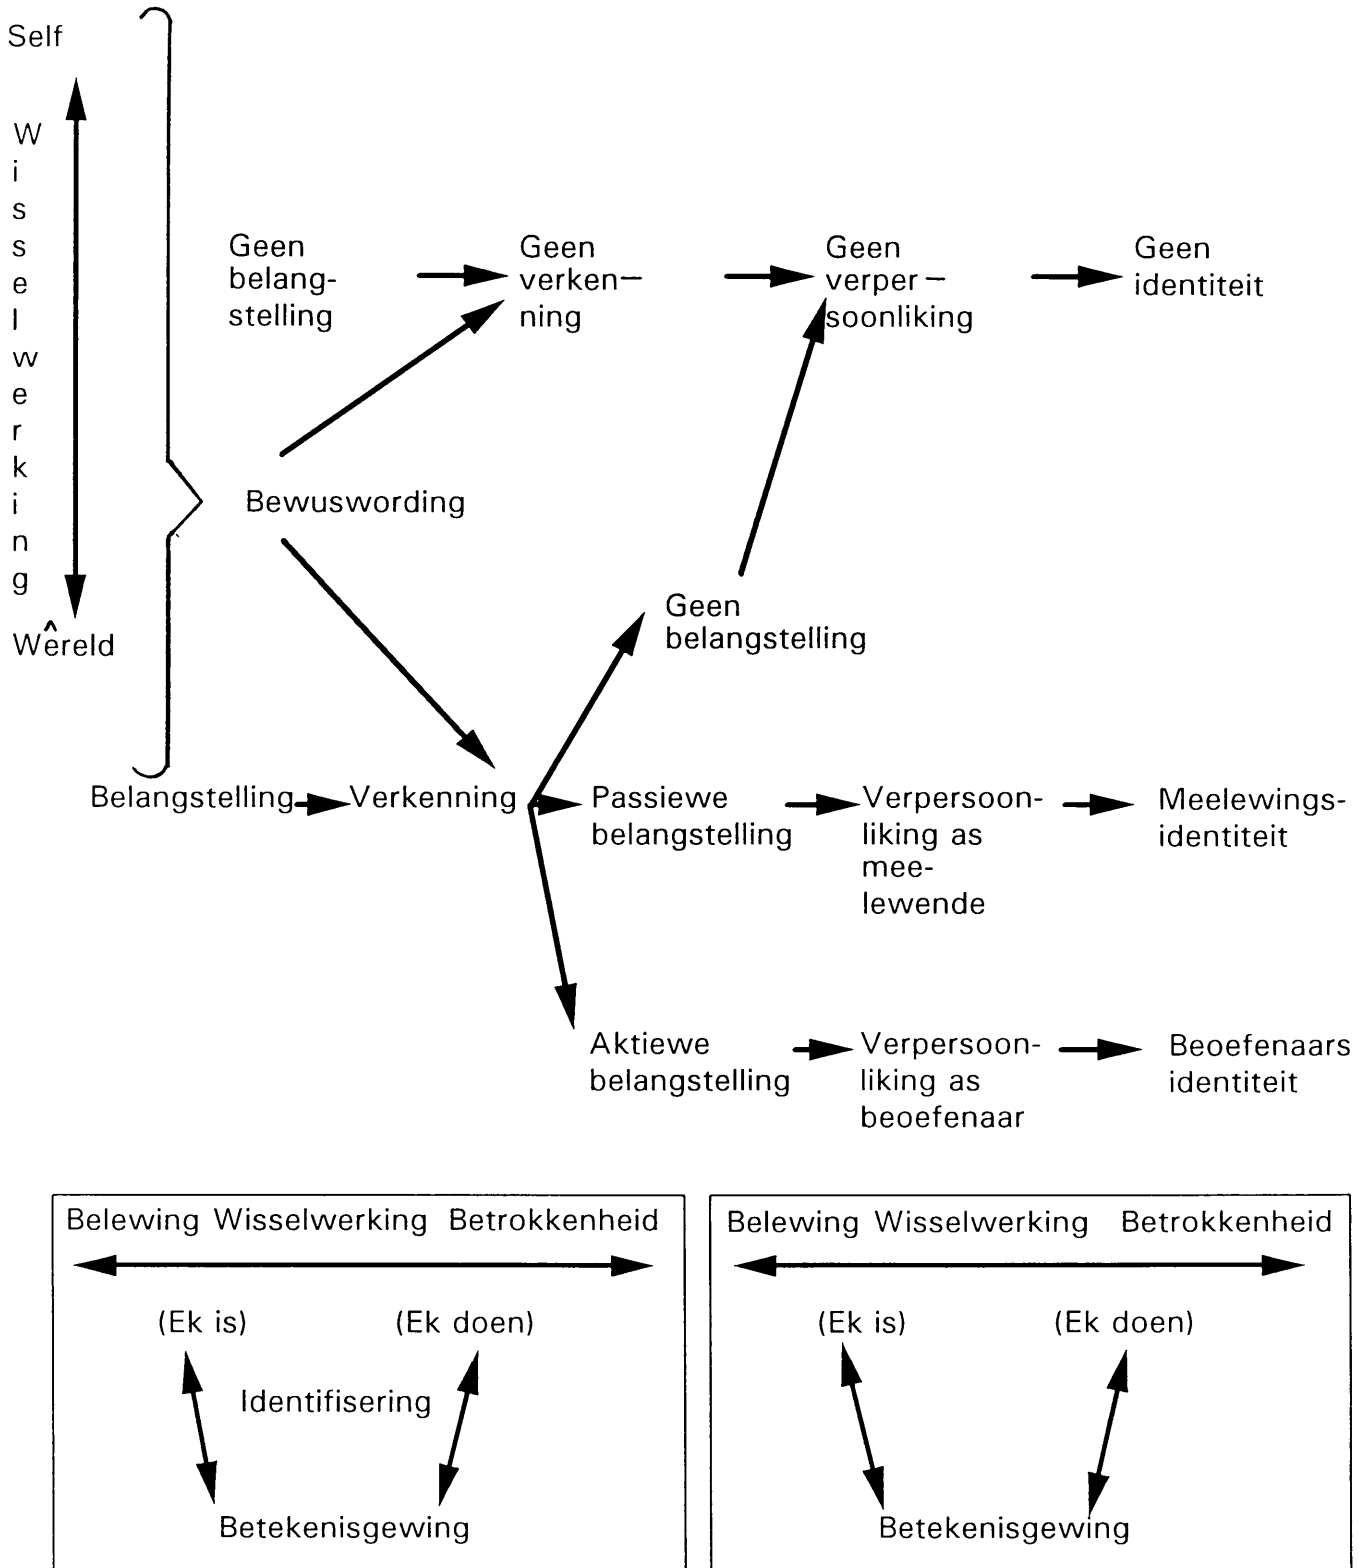 Self
Wisselwerking
Wêreld
Geen
belang-
stelling
Geen
verken-
ning
Geen
verper-
soonliking
Geen
identiteit
Bewuswording
Geen
belangstelling
Belangstelling
Verkenning
Passiewe
belangstelling
Verpersoon-
liking as
mee-
lewende
Meelewings-
identiteit
Aktiewe
belangstelling
Verpersoon-
liking as
beoefenaar
Beoefenaars
identiteit
Belewing Wisselwerking Betrokkenheid
(Ek is) (Ek doen)
Identifisering
Betekenisgewing
Belewing Wisselwerking Betrokkenheid
(Ek is) (Ek doen)
Betekenisgewing